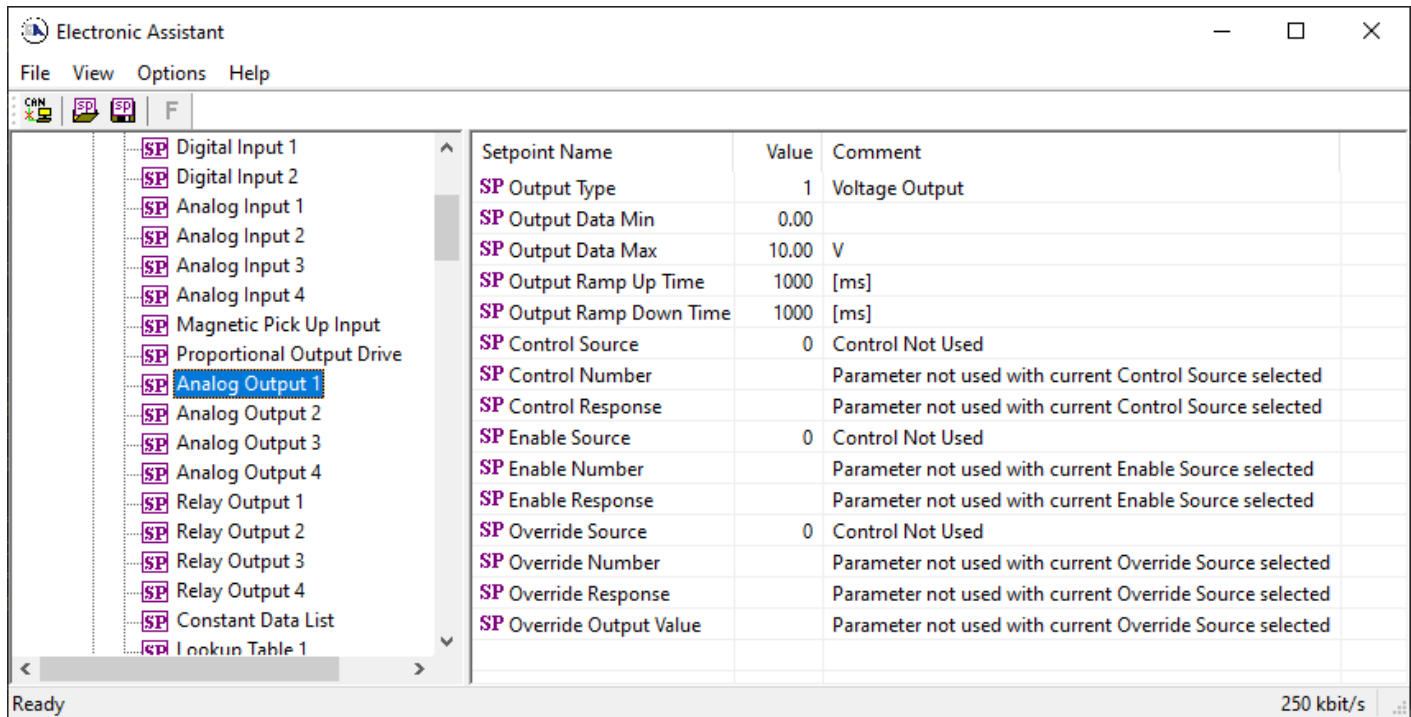 Electronic Assistant
File View Options Help
CAN SP SP F
SP Digital Input 1
SP Digital Input 2
SP Analog Input 1
SP Analog Input 2
SP Analog Input 3
SP Analog Input 4
SP Magnetic Pick Up Input
SP Proportional Output Drive
SP Analog Output 1
SP Analog Output 2
SP Analog Output 3
SP Analog Output 4
SP Relay Output 1
SP Relay Output 2
SP Relay Output 3
SP Relay Output 4
SP Constant Data List
SP Lookup Table 1
Setpoint Name Value Comment
SP Output Type 1 Voltage Output
SP Output Data Min 0.00
SP Output Data Max 10.00 V
SP Output Ramp Up Time 1000 [ms]
SP Output Ramp Down Time 1000 [ms]
SP Control Source 0 Control Not Used
SP Control Number Parameter not used with current Control Source selected
SP Control Response Parameter not used with current Control Source selected
SP Enable Source 0 Control Not Used
SP Enable Number Parameter not used with current Enable Source selected
SP Enable Response Parameter not used with current Enable Source selected
SP Override Source 0 Control Not Used
SP Override Number Parameter not used with current Override Source selected
SP Override Response Parameter not used with current Override Source selected
SP Override Output Value Parameter not used with current Override Source selected
Ready 250 kbit/s